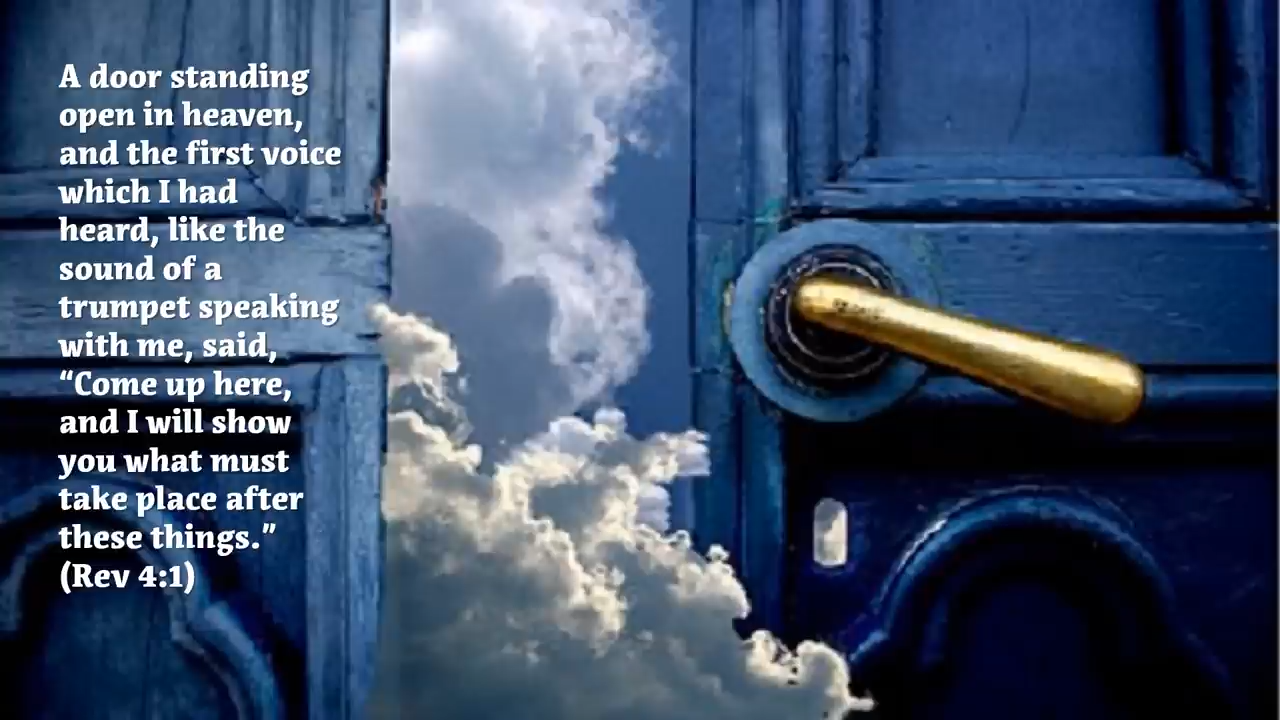 A door standing
open in heaven,
and the first voice
which I had
heard, like the
sound of a
trumpet speaking
with me, said,
“Come up here,
and I will show
you what must
take place after
these things.”
(Rev 4:1)